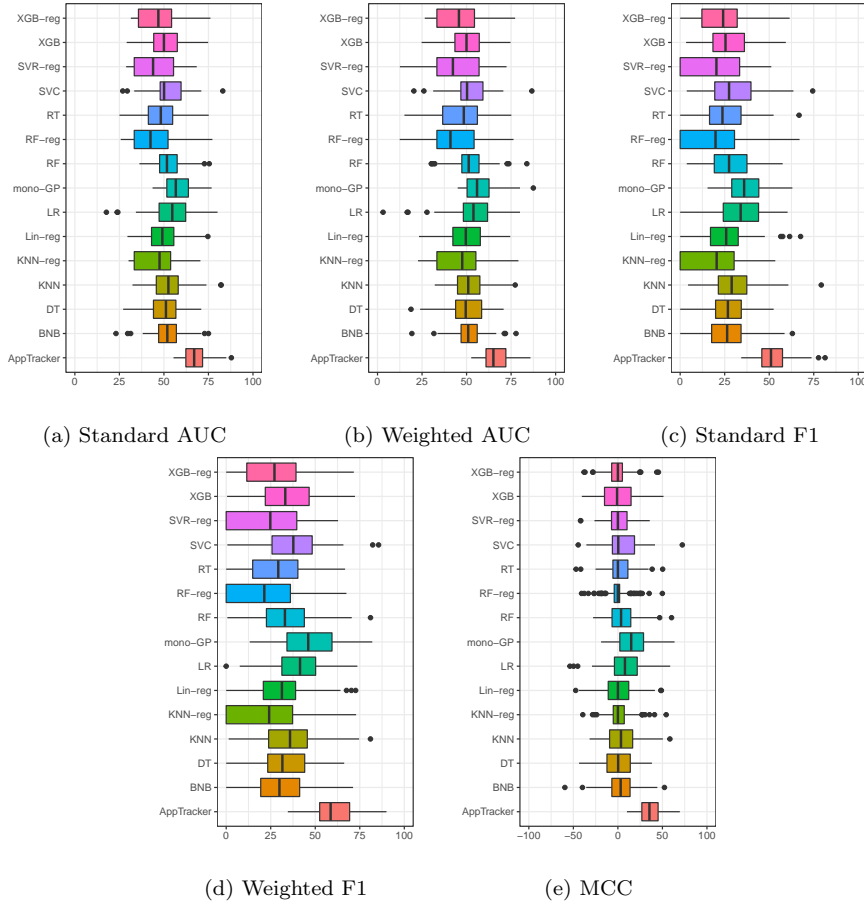 XGB−reg
XGB
SVR−reg
SVC
RT
RF−reg
RF
mono−GP
LR
Lin−reg
KNN−reg
KNN
DT
BNB
AppTracker
0 25 50 75 100
(a) Standard AUC
XGB−reg
XGB
SVR−reg
SVC
RT
RF−reg
RF
mono−GP
LR
Lin−reg
KNN−reg
KNN
DT
BNB
AppTracker
0 25 50 75 100
(b) Weighted AUC
XGB−reg
XGB
SVR−reg
SVC
RT
RF−reg
RF
mono−GP
LR
Lin−reg
KNN−reg
KNN
DT
BNB
AppTracker
0 25 50 75 100
(c) Standard F1
XGB−reg
XGB
SVR−reg
SVC
RT
RF−reg
RF
mono−GP
LR
Lin−reg
KNN−reg
KNN
DT
BNB
AppTracker
0 25 50 75 100
(d) Weighted F1
XGB−reg
XGB
SVR−reg
SVC
RT
RF−reg
RF
mono−GP
LR
Lin−reg
KNN−reg
KNN
DT
BNB
AppTracker
−100 −50 0 50 100
(e) MCC